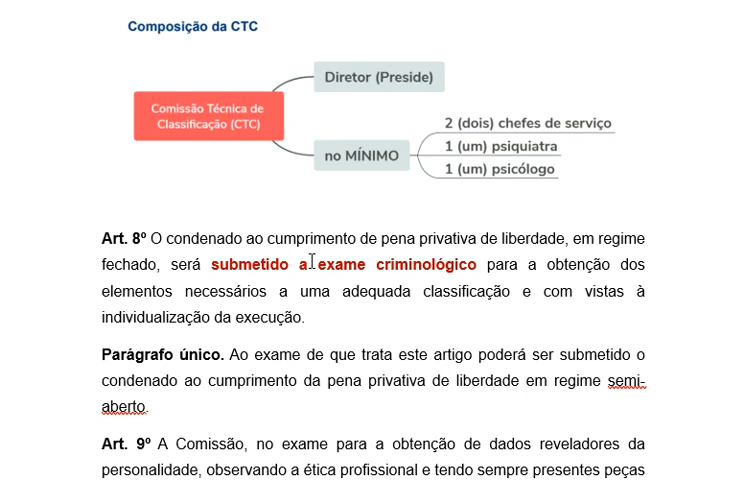 Composição da CTC
Diretor (Preside)
Comissão Técnica de
Classificação (CTC)
2 (dois) chefes de serviço
no MÍNIMO
1 (um) psiquiatra
1 (um) psicólogo
Art. 8º O condenado ao cumprimento de pena privativa de liberdade, em regime
fechado, será submetido a exame criminológico para a obtenção dos
elementos necessários a uma adequada classificação e com vistas à
individualização da execução.
Parágrafo único. Ao exame de que trata este artigo poderá ser submetido o
condenado ao cumprimento da pena privativa de liberdade em regime semi-
aberto.
Art. 9º A Comissão, no exame para a obtenção de dados reveladores da
personalidade, observando a ética profissional e tendo sempre presentes peças